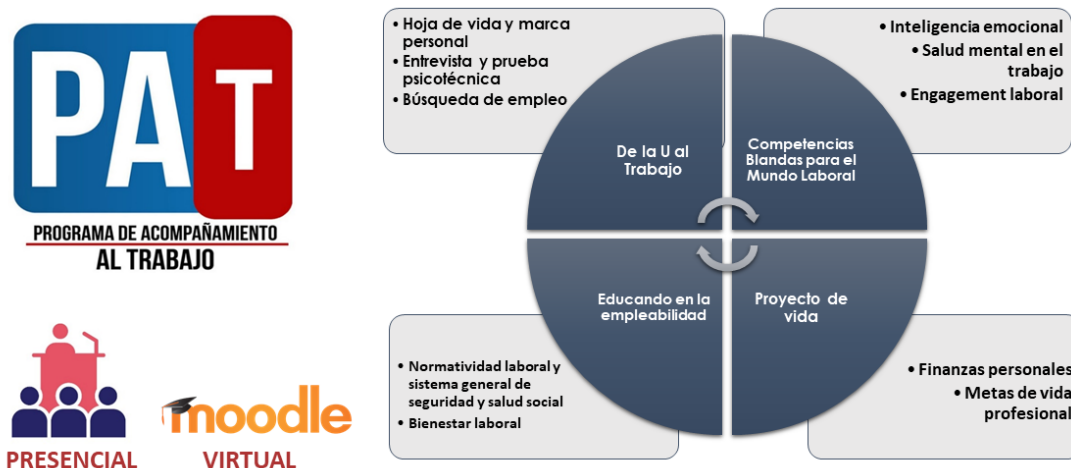 PAT
PROGRAMA DE ACOMPAÑAMIENTO
AL TRABAJO
PRESENCIAL
moodle
VIRTUAL
• Hoja de vida y marca
personal
• Entrevista y prueba
psicotécnica
• Búsqueda de empleo
De la U al
Trabajo
• Inteligencia emocional
• Salud mental en el
trabajo
• Engagement laboral
Competencias
Blandas para el
Mundo Laboral
Educando en la
empleabilidad
• Normatividad laboral y
sistema general de
seguridad y salud social
• Bienestar laboral
Proyecto de
vida
• Finanzas personales
• Metas de vida
profesional